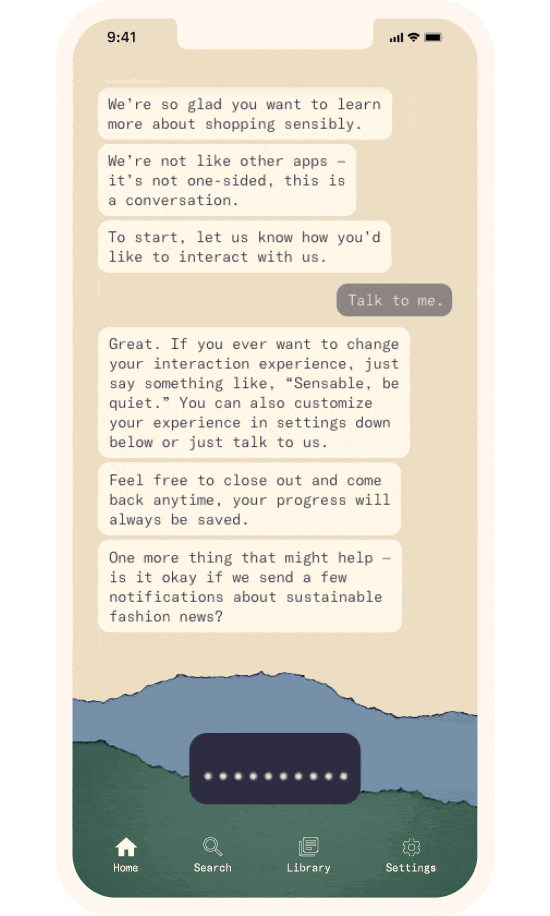 9:41
We’re so glad you want to learn
more about shopping sensibly.
We’re not like other apps –
it’s not one-sided, this is
a conversation.
To start, let us know how you’d
like to interact with us.
Talk to me.
Great. If you ever want to change
your interaction experience, just
say something like, “Sensable, be
quiet.” You can also customize
your experience in settings down
below or just talk to us.
Feel free to close out and come
back anytime, your progress will
always be saved.
One more thing that might help –
is it okay if we send a few
notifications about sustainable
fashion news?
Home Search Library Settings